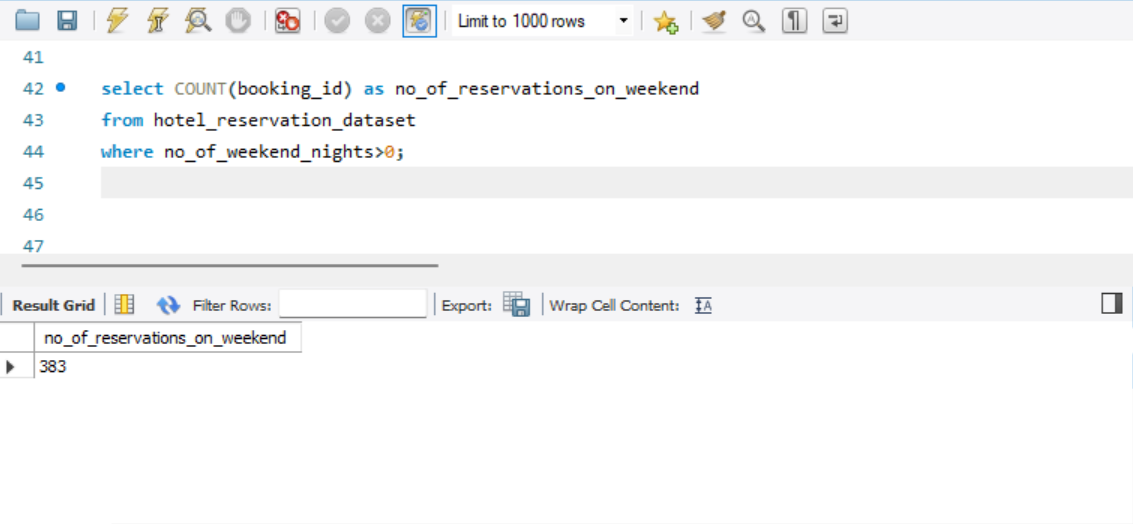 Limit to 1000 rows
41
42 select COUNT(booking_id) as no_of_reservations_on_weekend
43 from hotel_reservation_dataset
44 where no_of_weekend_nights>0;
45
46
47
Result Grid Filter Rows: Export: Wrap Cell Content: IA
no_of_reservations_on_weekend
383